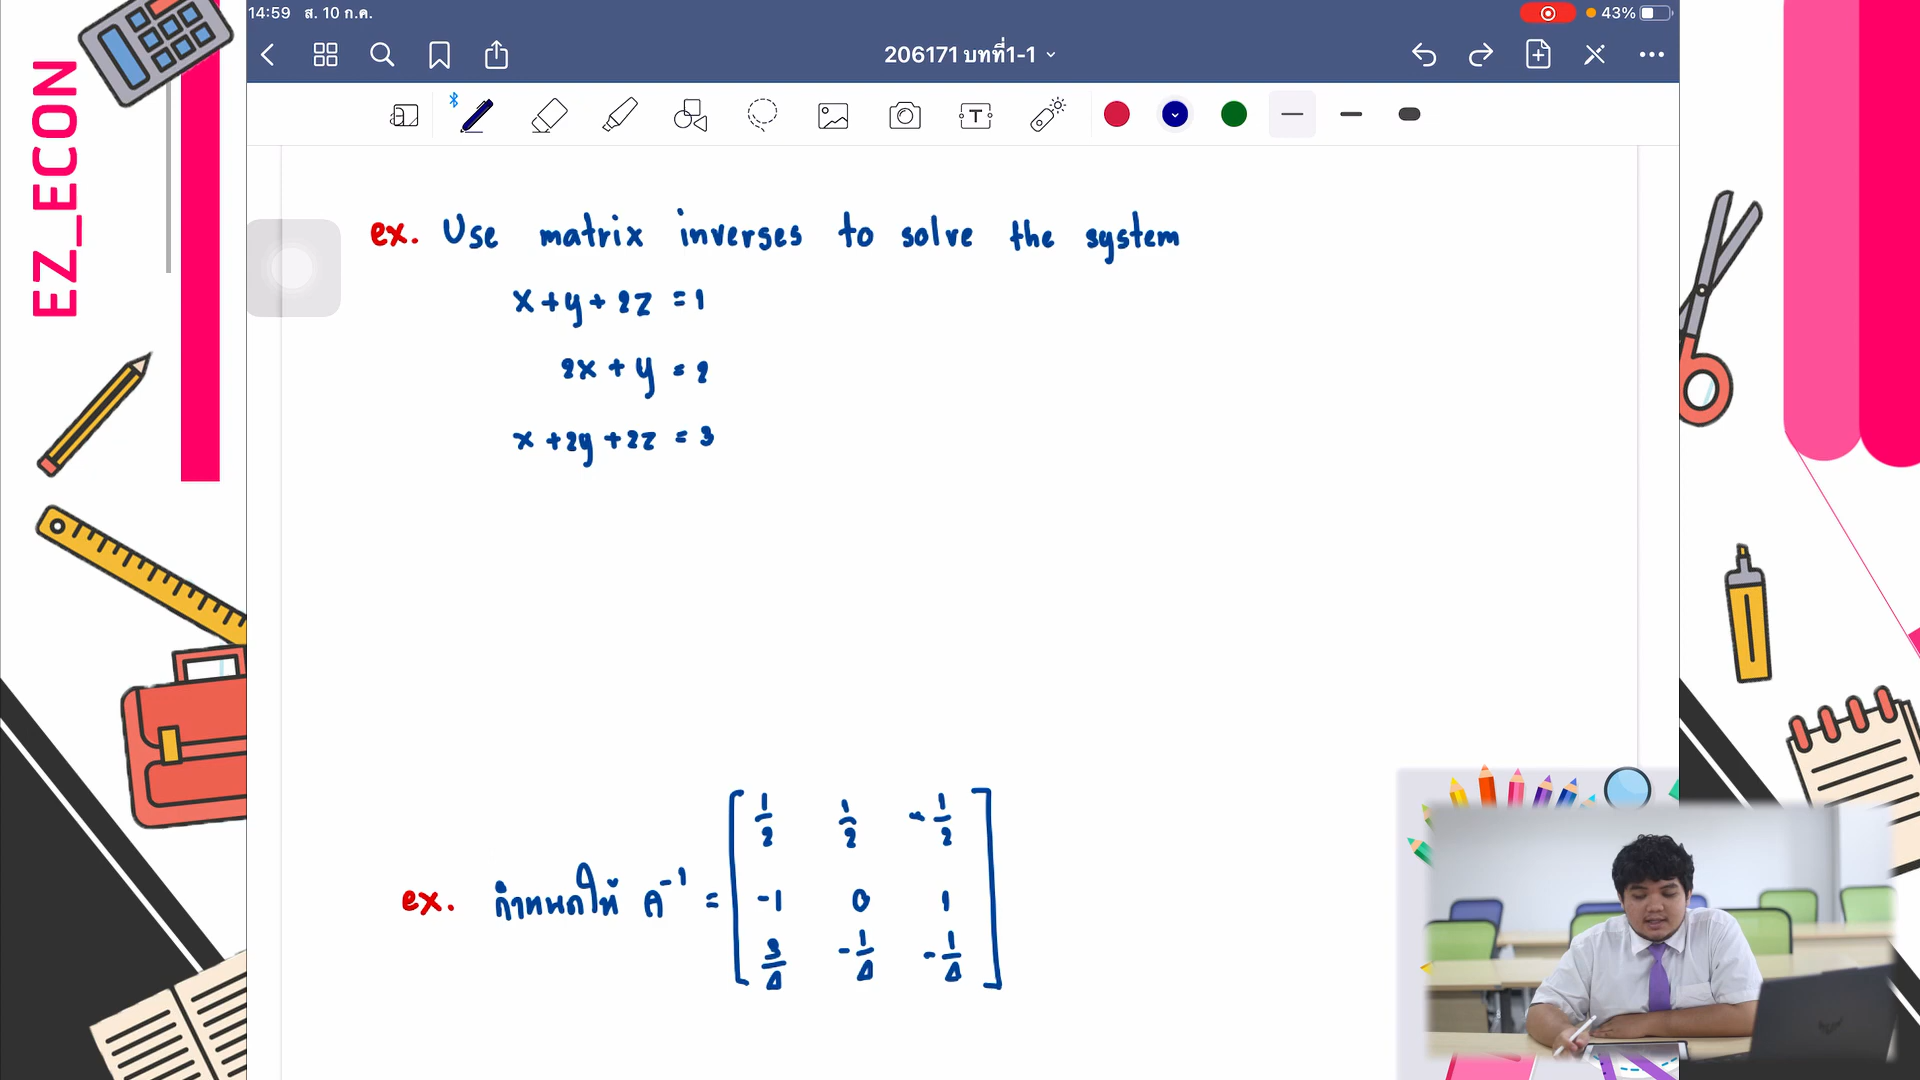 14:59 ส. 10 ก.ค.
43%
206171 บทที่1-1
EZ_ECON
ex. Use matrix inverses to solve the system
x + y + 2z = 1
2x + y = 2
x + 2y + 2z = 3
ex. กำหนดให้ A⁻¹ = [
1/2 1/2 -1/2
-1 0 1
3/4 -1/4 -1/4
]